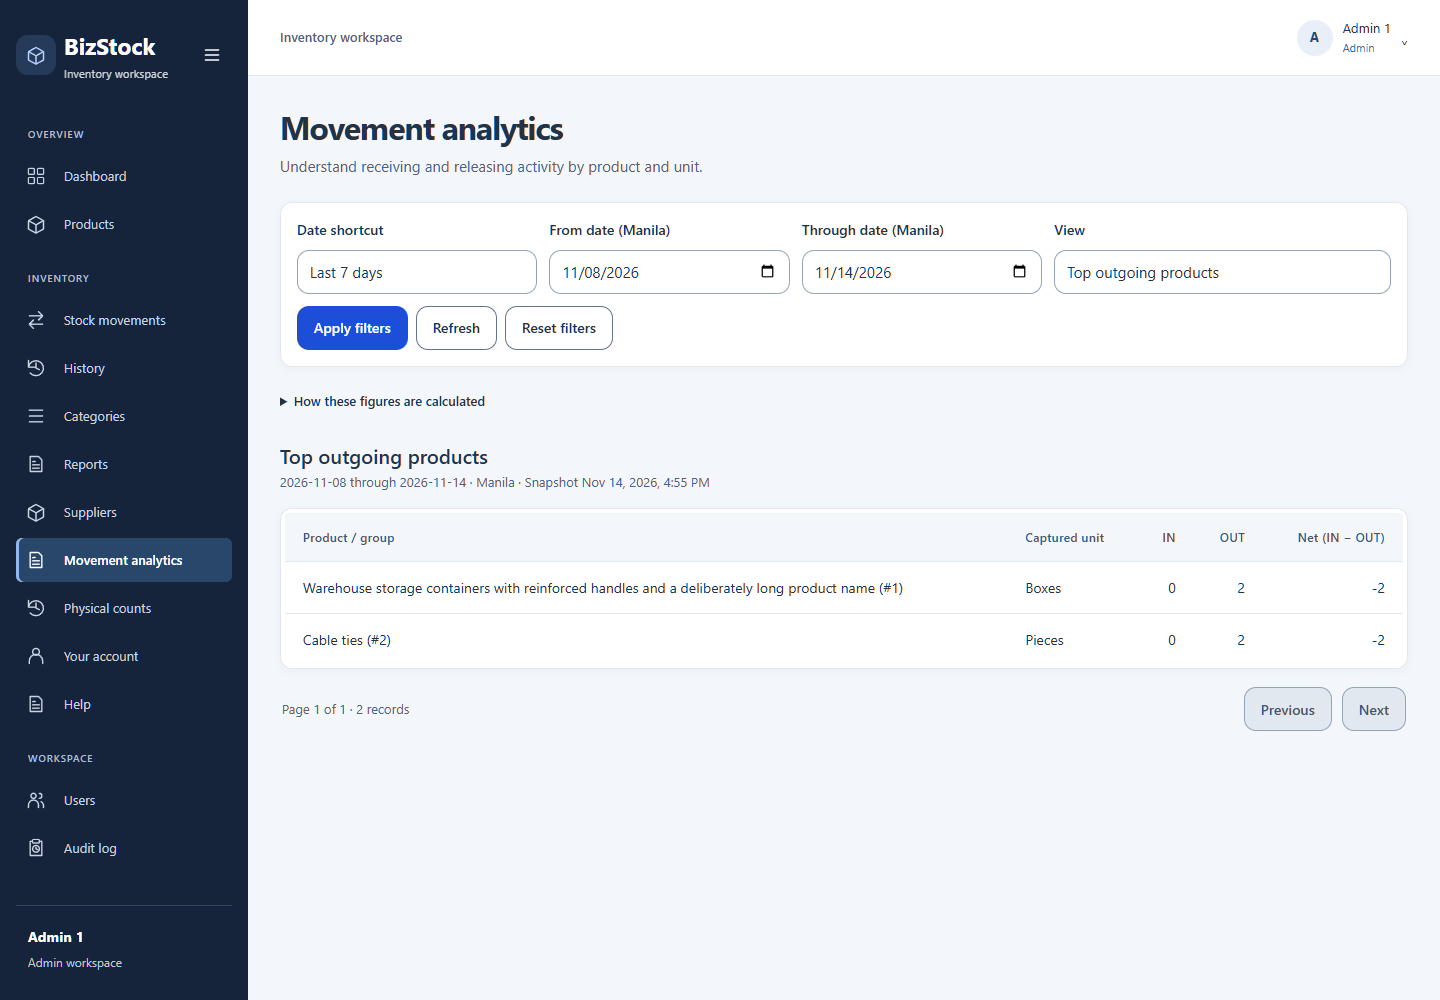 BizStock
Inventory workspace
OVERVIEW
Dashboard
Products
INVENTORY
Stock movements
History
Categories
Reports
Suppliers
Movement analytics
Physical counts
Your account
Help
WORKSPACE
Users
Audit log
Admin 1
Admin workspace
Inventory workspace
A
Admin 1
Admin
Movement analytics
Understand receiving and releasing activity by product and unit.
Date shortcut
From date (Manila)
Through date (Manila)
View
Last 7 days
11/08/2026
11/14/2026
Top outgoing products
Apply filters
Refresh
Reset filters
How these figures are calculated
Top outgoing products
2026-11-08 through 2026-11-14 · Manila · Snapshot Nov 14, 2026, 4:55 PM
Product / group Captured unit IN OUT Net (IN − OUT)
Warehouse storage containers with reinforced handles and a deliberately long product name (#1) Boxes 0 2 -2
Cable ties (#2) Pieces 0 2 -2
Page 1 of 1 · 2 records
Previous
Next